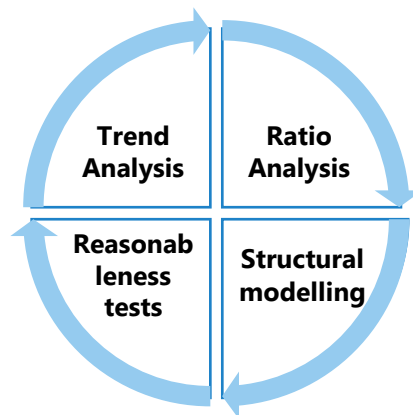 Trend
Analysis
Ratio
Analysis
Reasonab
leness
tests
Structural
modelling